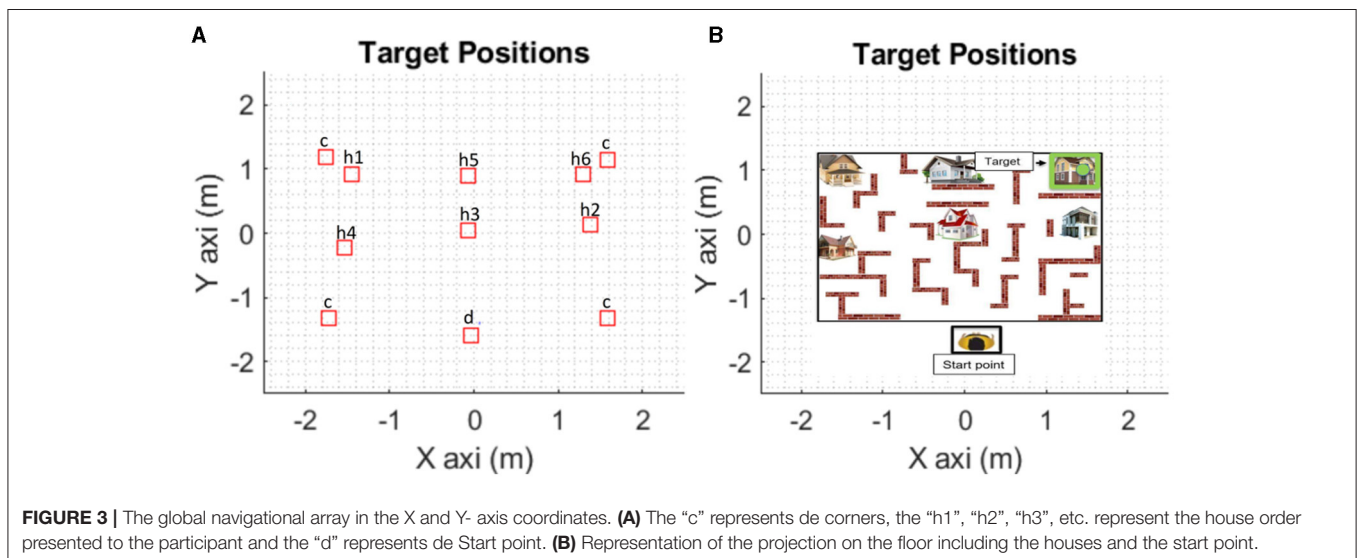 A
Target Positions
2
1
0
-1
-2
Y axi (m)
c
h1
h5
h6
c
h3
h2
h4
c
d
c
-2
-1
0
1
2
X axi (m)
B
Target Positions
2
1
0
-1
-2
Y axi (m)
Target
Start point
-2
-1
0
1
2
X axi (m)
FIGURE 3 | The global navigational array in the X and Y- axis coordinates. (A) The “c” represents de corners, the “h1”, “h2”, “h3”, etc. represent the house order
presented to the participant and the “d” represents de Start point. (B) Representation of the projection on the floor including the houses and the start point.